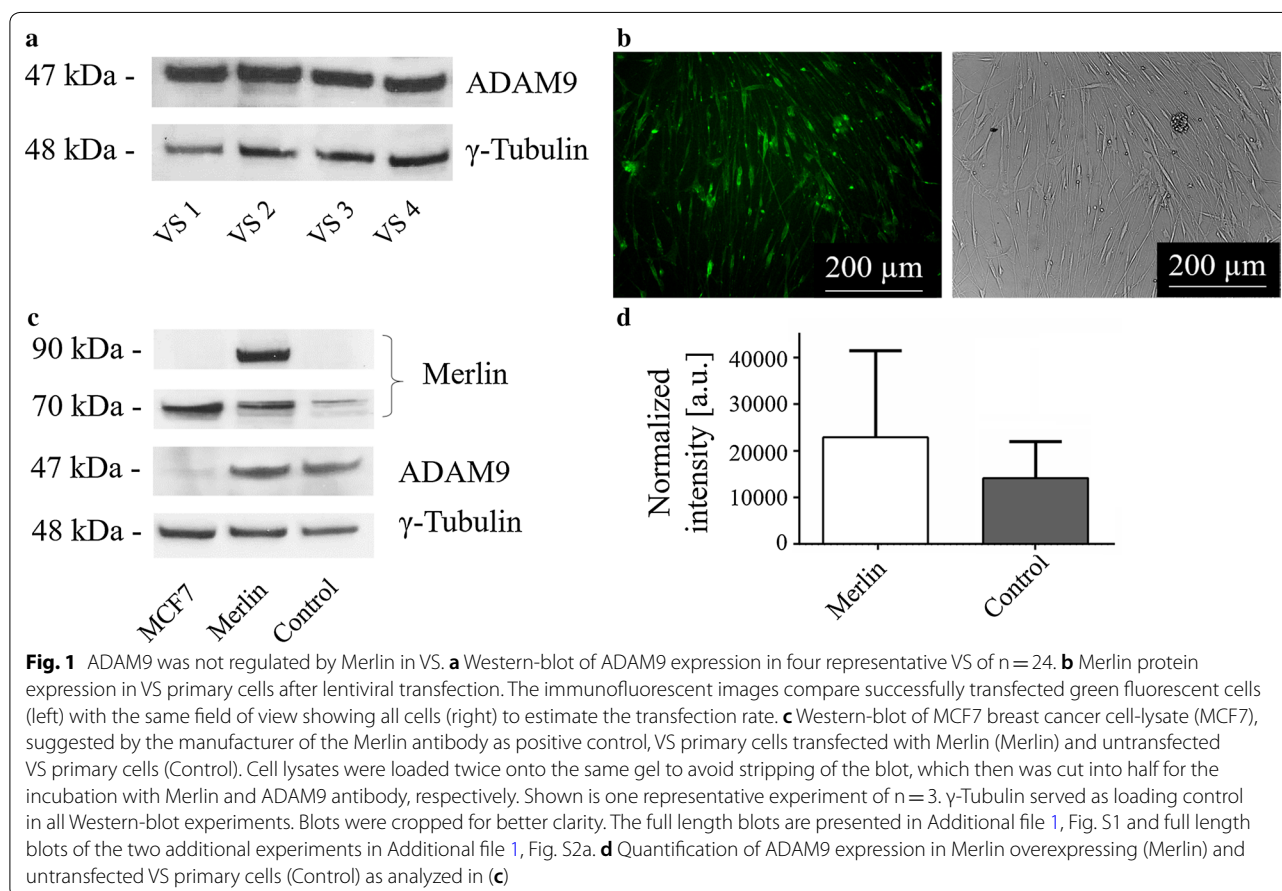 a
47 kDa -
ADAM9
48 kDa -
γ-Tubulin
VS 1
VS 2
VS 3
VS 4
b
200 µm
200 µm
c
90 kDa -
Merlin
70 kDa -
47 kDa -
ADAM9
48 kDa -
γ-Tubulin
MCF7
Merlin
Control
d
Normalized
intensity [a.u.]
40000
30000
20000
10000
0
Merlin
Control
Fig. 1 ADAM9 was not regulated by Merlin in VS. a Western-blot of ADAM9 expression in four representative VS of n = 24. b Merlin protein
expression in VS primary cells after lentiviral transfection. The immunofluorescent images compare successfully transfected green fluorescent cells
(left) with the same field of view showing all cells (right) to estimate the transfection rate. c Western-blot of MCF7 breast cancer cell-lysate (MCF7),
suggested by the manufacturer of the Merlin antibody as positive control, VS primary cells transfected with Merlin (Merlin) and untransfected
VS primary cells (Control). Cell lysates were loaded twice onto the same gel to avoid stripping of the blot, which then was cut into half for the
incubation with Merlin and ADAM9 antibody, respectively. Shown is one representative experiment of n = 3. γ-Tubulin served as loading control
in all Western-blot experiments. Blots were cropped for better clarity. The full length blots are presented in Additional file 1, Fig. S1 and full length
blots of the two additional experiments in Additional file 1, Fig. S2a. d Quantification of ADAM9 expression in Merlin overexpressing (Merlin) and
untransfected VS primary cells (Control) as analyzed in (c)